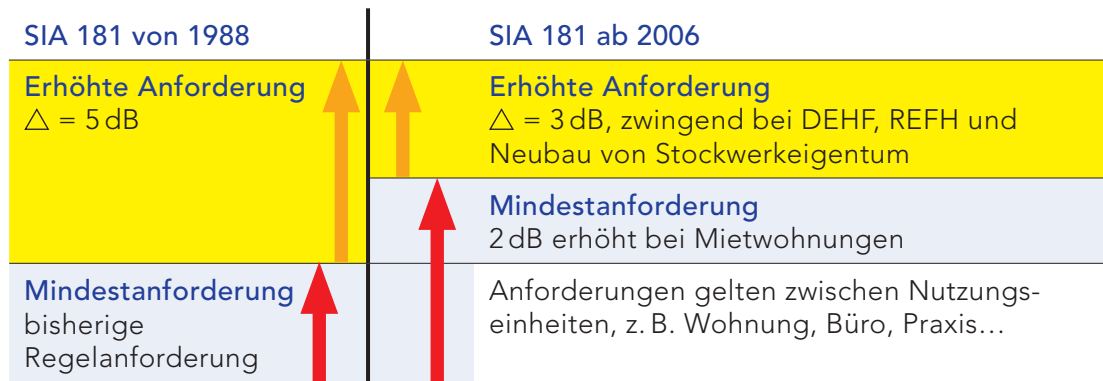 SIA 181 von 1988
Erhöhte Anforderung
△ = 5 dB
Mindestanforderung
bisherige
Regelanforderung
SIA 181 ab 2006
Erhöhte Anforderung
△ = 3 dB, zwingend bei DEHF, REFH und
Neubau von Stockwerkeigentum
Mindestanforderung
2 dB erhöht bei Mietwohnungen
Anforderungen gelten zwischen Nutzungs-
einheiten, z. B. Wohnung, Büro, Praxis…